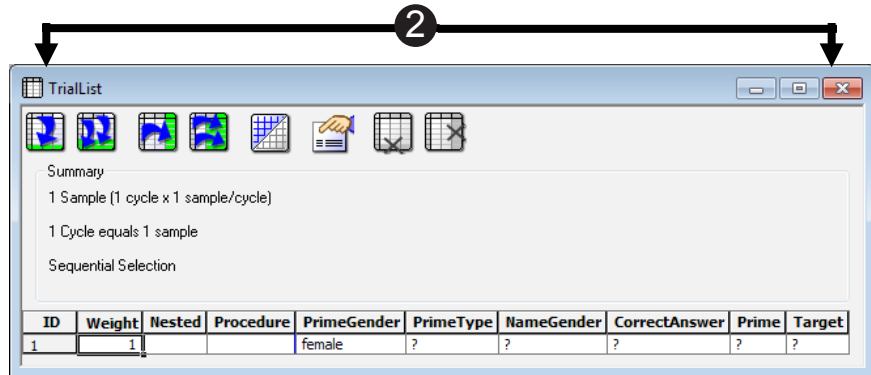 2
TrialList
Summary
1 Sample (1 cycle x 1 sample/cycle)
1 Cycle equals 1 sample
Sequential Selection
ID Weight Nested Procedure PrimeGender PrimeType NameGender CorrectAnswer Prime Target
1 1 female ? ? ? ? ?